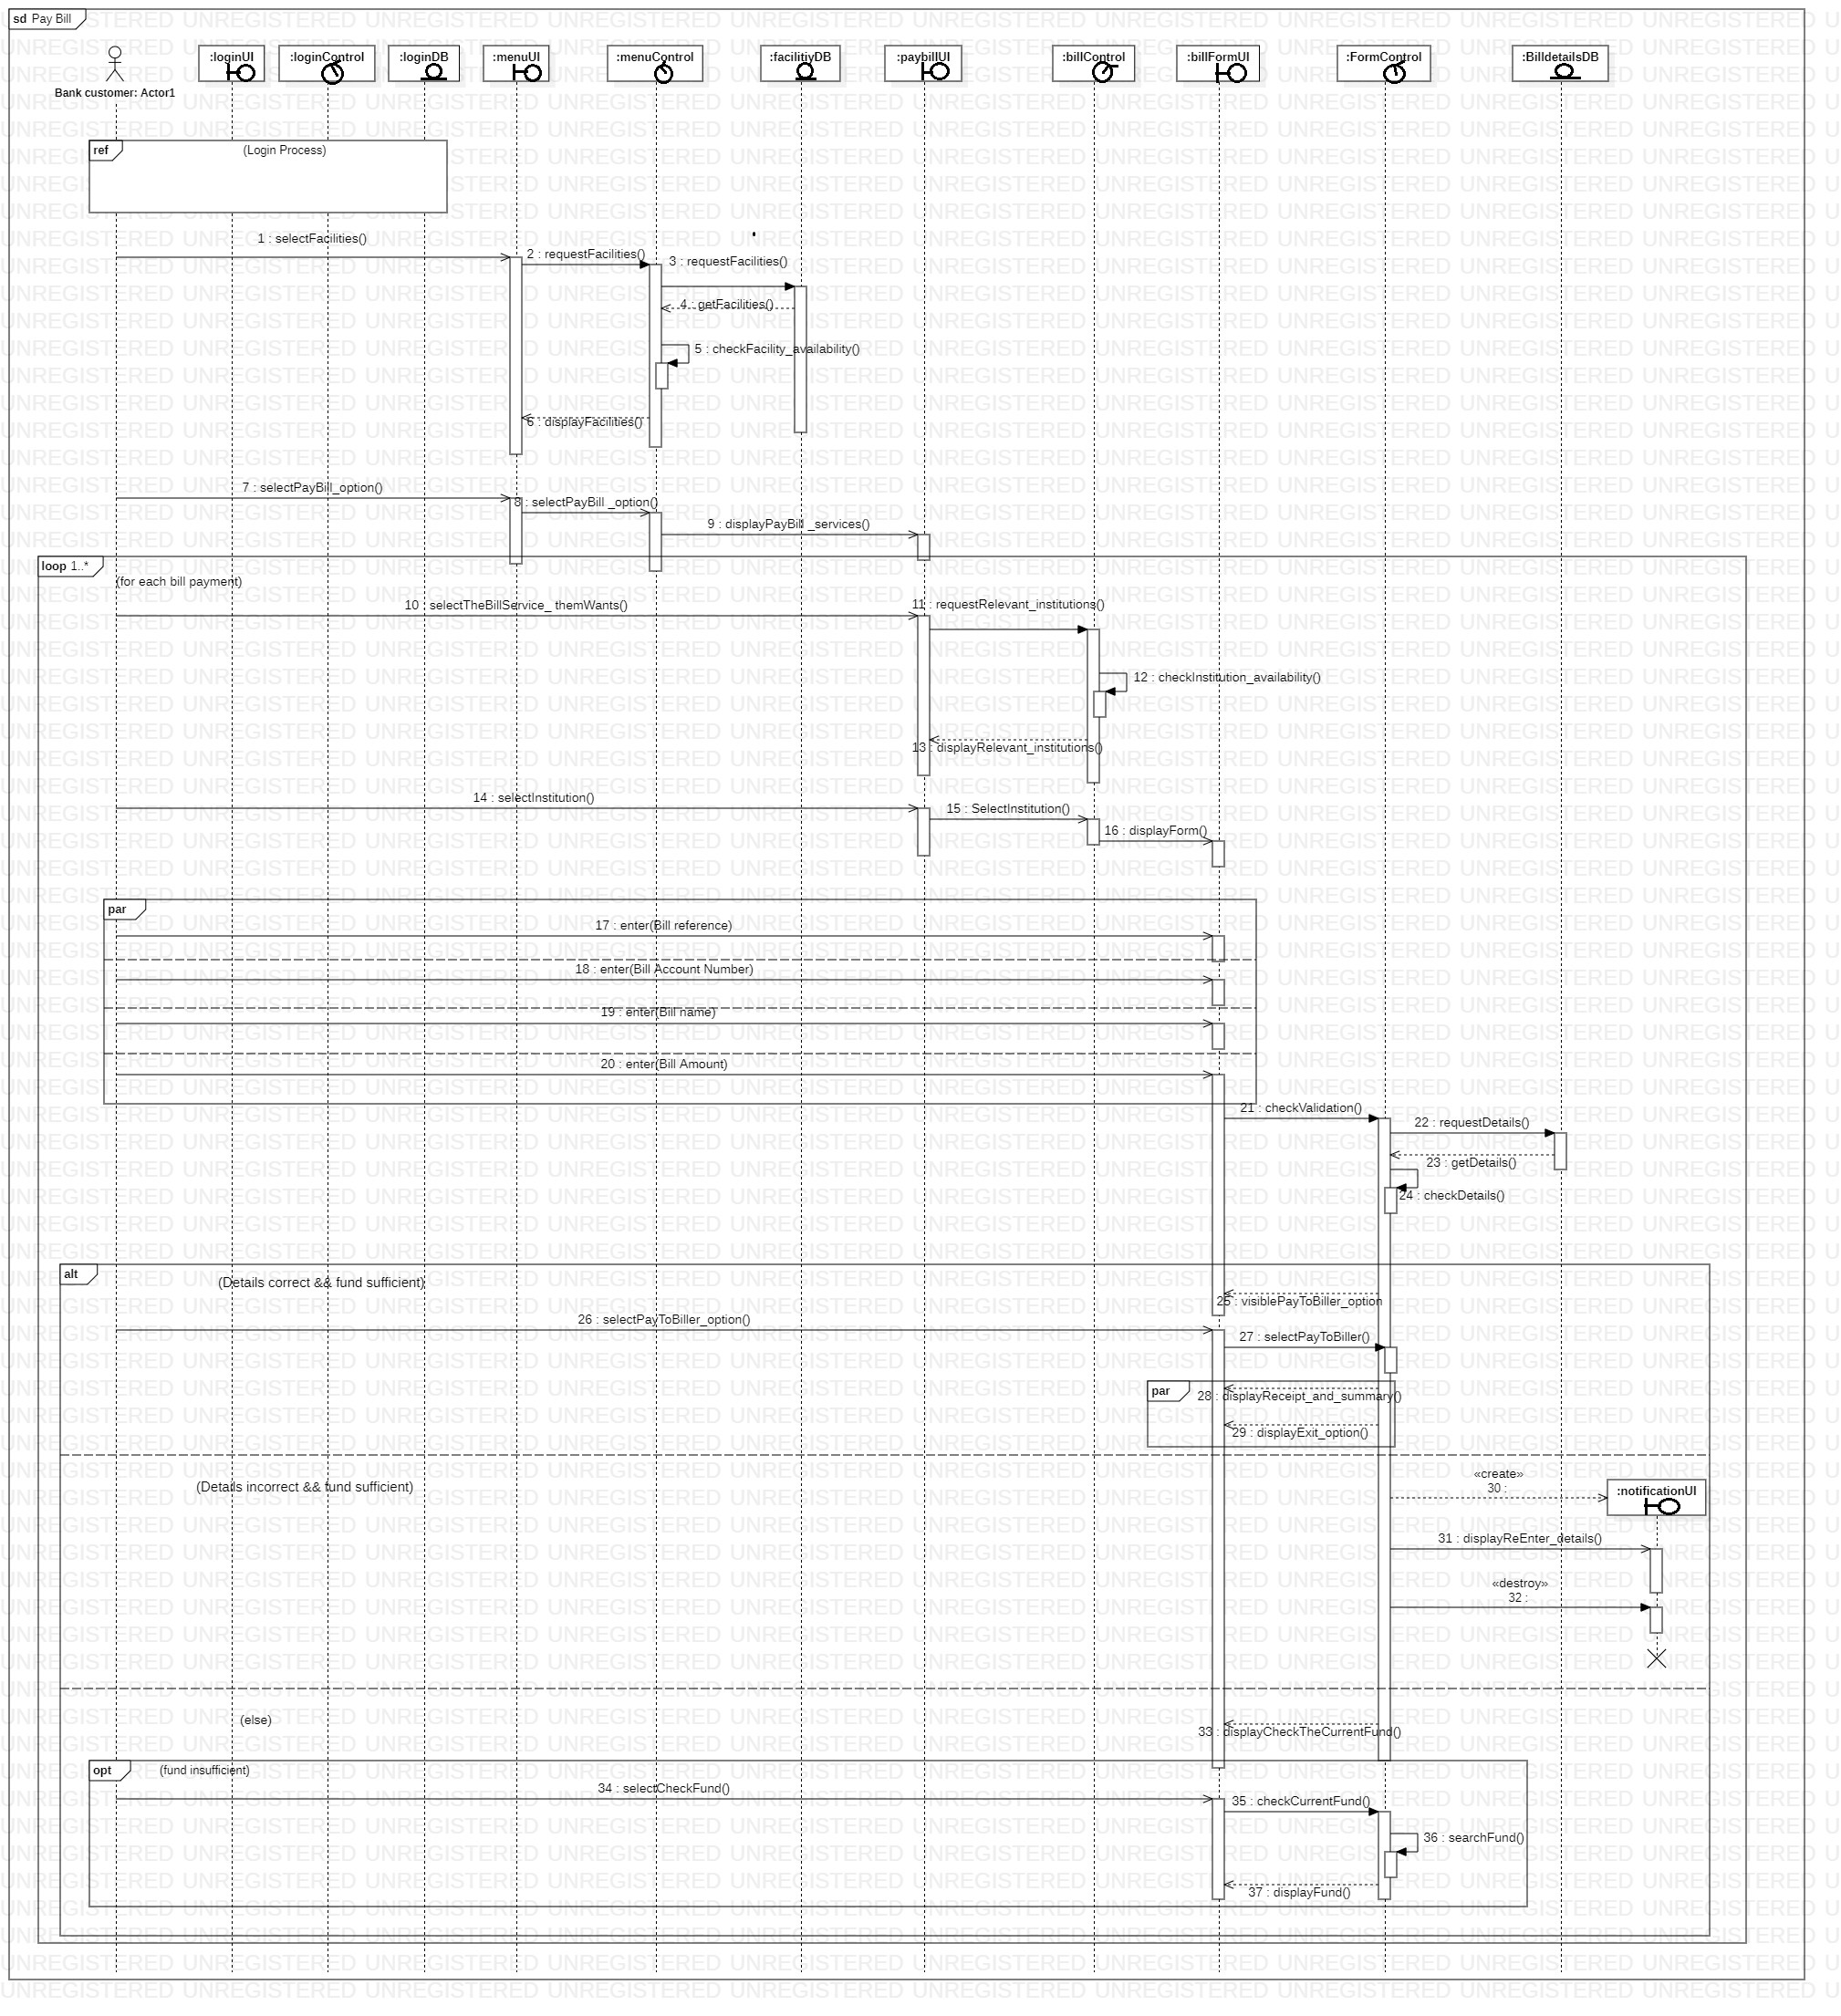 sd Pay Bill
:loginUI
:loginControl
:loginDB
:menuUI
:menuControl
:facilitiyDB
:paybillUI
:billControl
:billFormUI
:FormControl
:BilldetailsDB
Bank customer: Actor1
ref
(Login Process)
1 : selectFacilities()
2 : requestFacilities()
3 : requestFacilities()
4 : getFacilities()
5 : checkFacility_availability()
6 : displayFacilities()
7 : selectPayBill_option()
8 : selectPayBill _option()
9 : displayPayBill _services()
loop 1..*
(for each bill payment)
10 : selectTheBillService_ themWants()
11 : requestRelevant_institutions()
12 : checkInstitution_availability()
13 : displayRelevant_institutions()
14 : selectInstitution()
15 : SelectInstitution()
16 : displayForm()
par
17 : enter(Bill reference)
18 : enter(Bill Account Number)
19 : enter(Bill name)
20 : enter(Bill Amount)
21 : checkValidation()
22 : requestDetails()
23 : getDetails()
24 : checkDetails()
alt
(Details correct && fund sufficient)
25 : visiblePayToBiller_option
26 : selectPayToBiller_option()
27 : selectPayToBiller()
par
28 : displayReceipt_and_summary()
29 : displayExit_option()
(Details incorrect && fund sufficient)
«create»
30 :
:notificationUI
31 : displayReEnter_details()
«destroy»
32 :
(else)
33 : displayCheckTheCurrentFund()
opt
(fund insufficient)
34 : selectCheckFund()
35 : checkCurrentFund()
36 : searchFund()
37 : displayFund()
UNREGISTERED